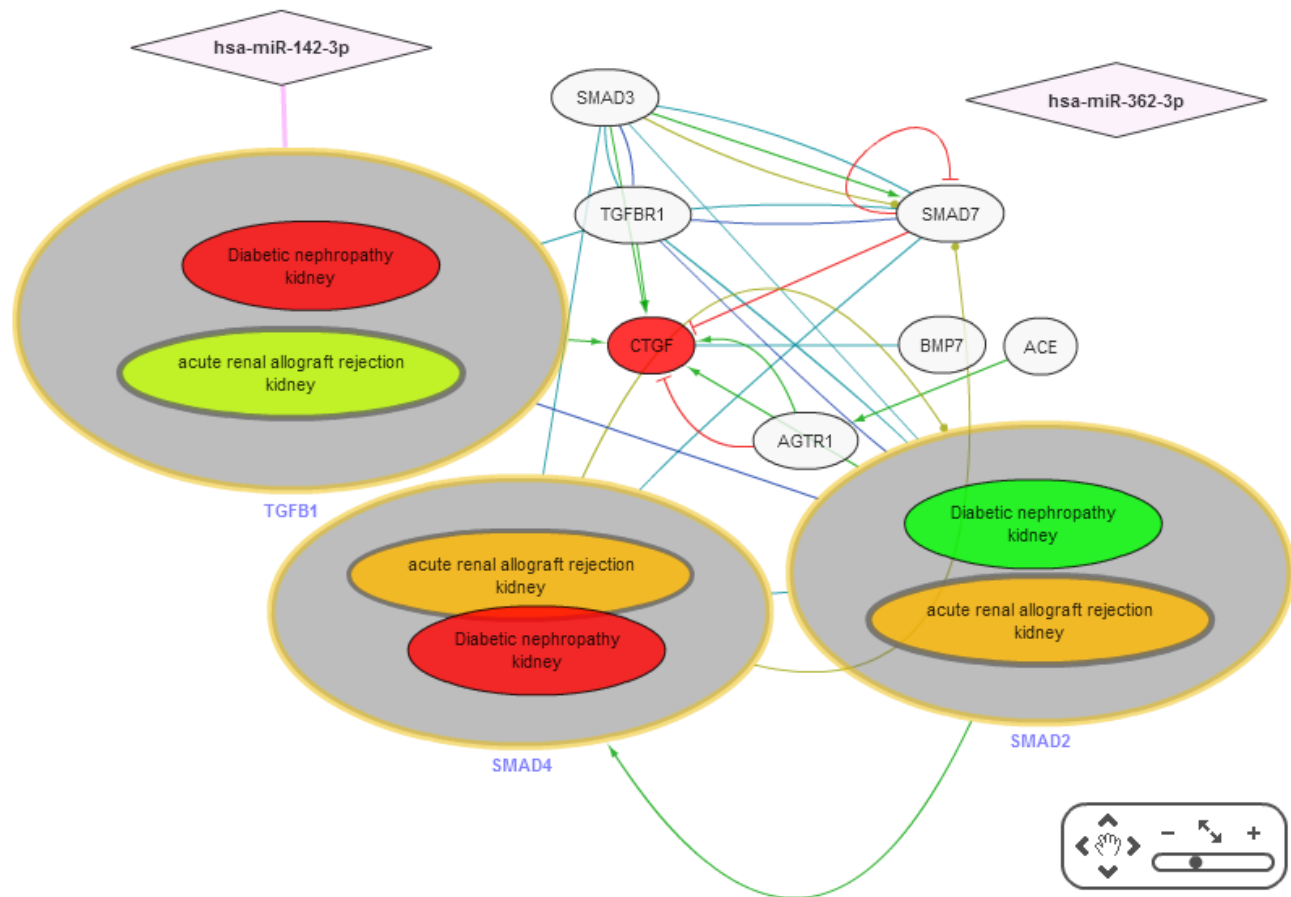 hsa-miR-142-3p
SMAD3
hsa-miR-362-3p
TGFBR1
SMAD7
Diabetic nephropathy
kidney
acute renal allograft rejection
kidney
CTGF
BMP7
ACE
AGTR1
TGFB1
acute renal allograft rejection
kidney
Diabetic nephropathy
kidney
SMAD4
Diabetic nephropathy
kidney
acute renal allograft rejection
kidney
SMAD2